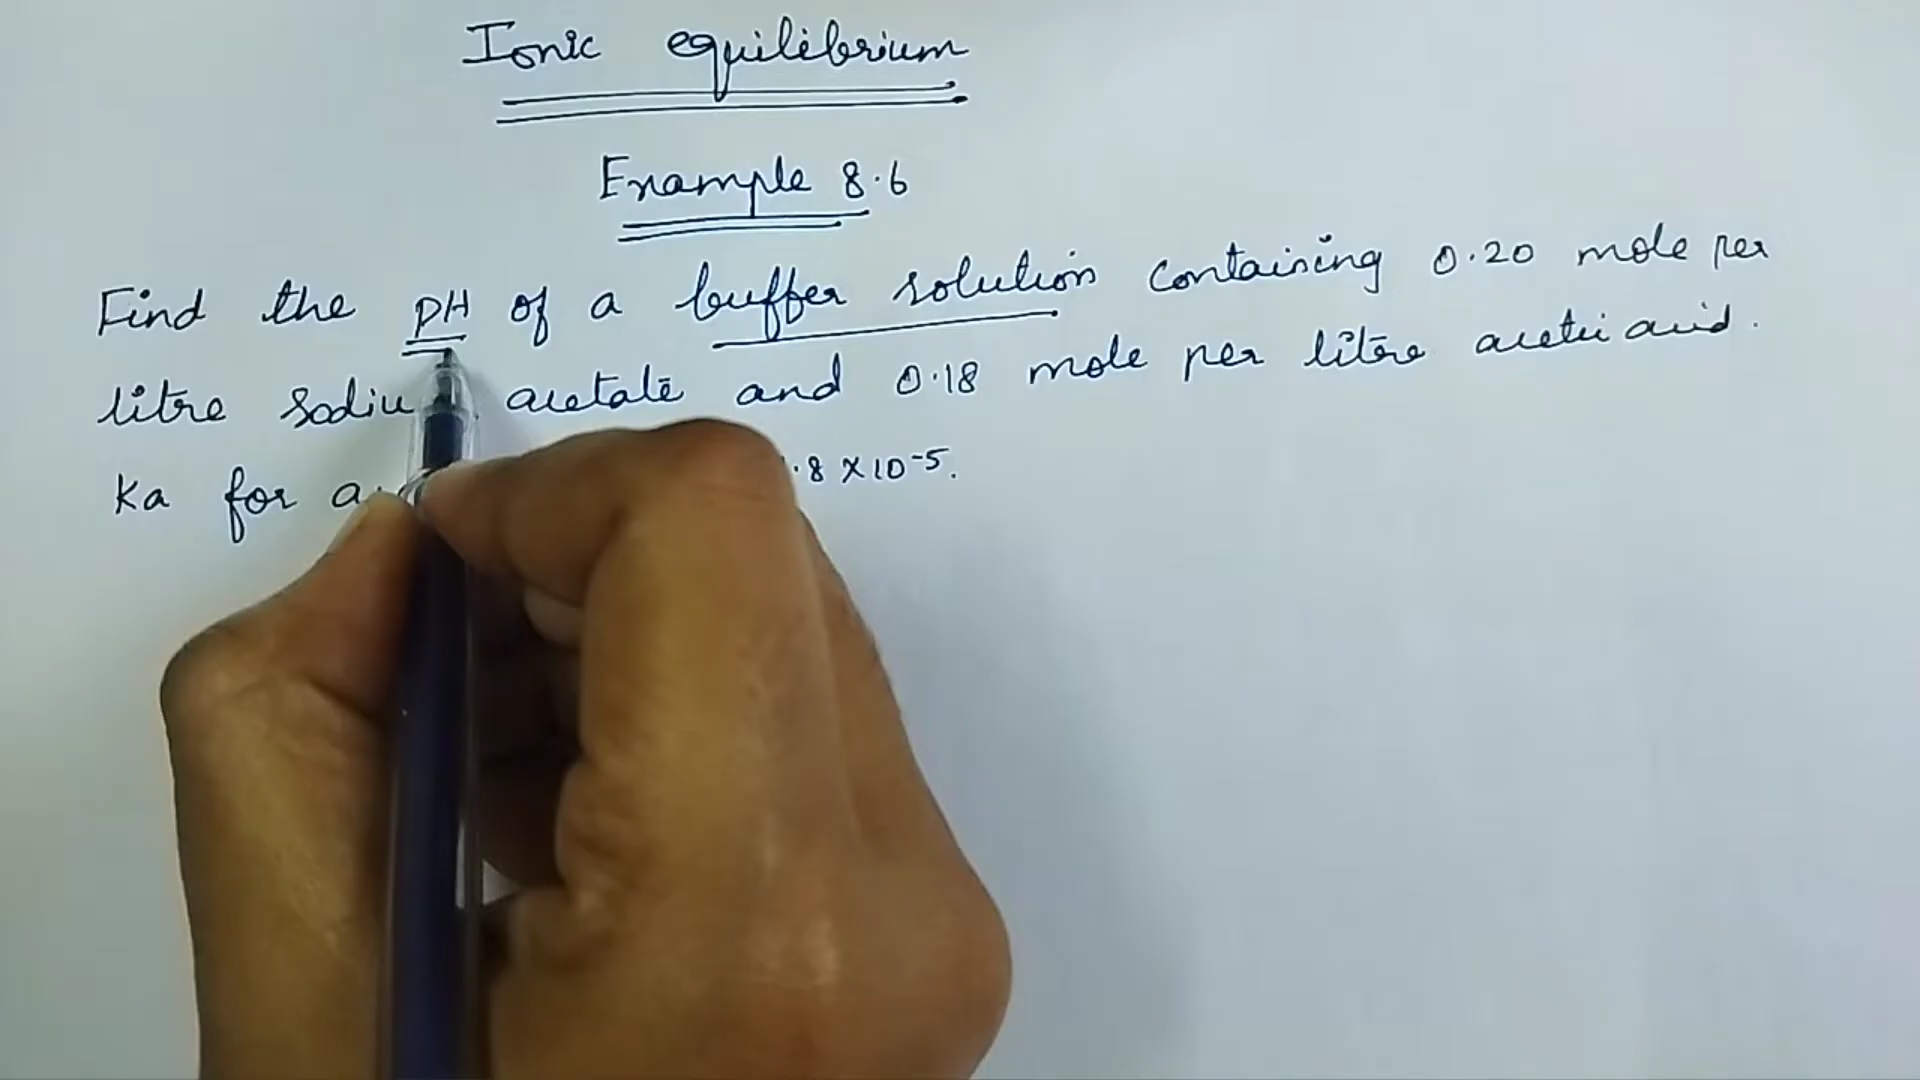 Ionic equilibrium
Example 8.6
Find the pH of a buffer solution containing 0.20 mole per
litre acetate and 0.18 mole per litre acetic acid.
Ka for .8 x 10-5.